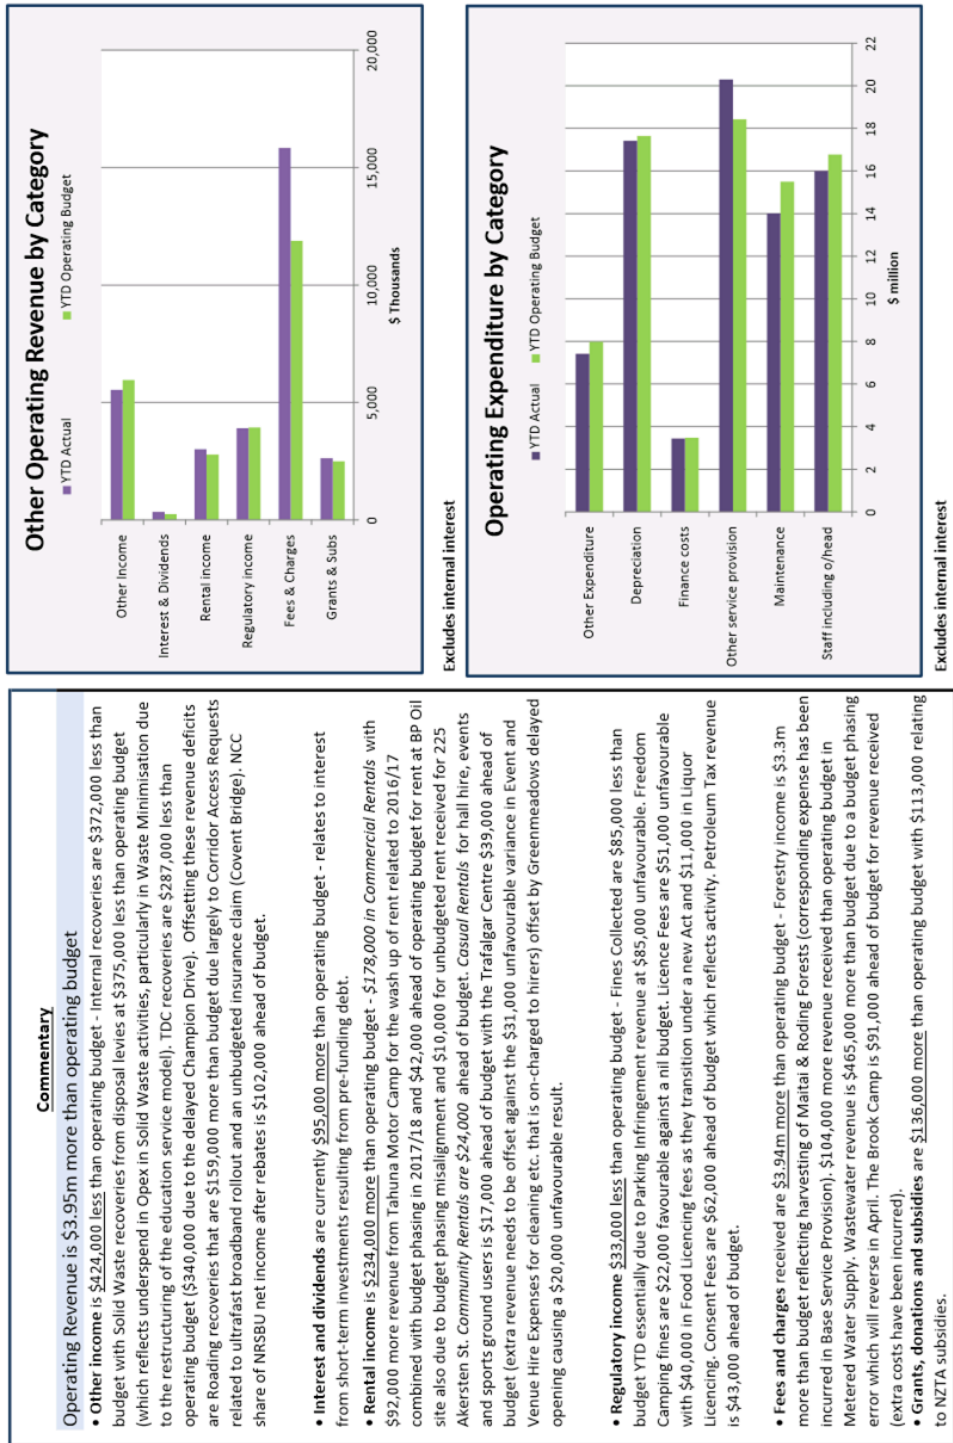 Commentary
Operating Revenue is $3.95m more than operating budget
• Other income is $424,000 less than operating budget - Internal recoveries are $372,000 less than
budget with Solid Waste recoveries from disposal levies at $375,000 less than operating budget
(which reflects underspend in Opex in Solid Waste activities, particularly in Waste Minimisation due
to the restructuring of the education service model). TDC recoveries are $287,000 less than
operating budget ($340,000 due to the delayed Champion Drive). Offsetting these revenue deficits
are Roading recoveries that are $159,000 more than budget due largely to Corridor Access Requests
related to ultrafast broadband rollout and an unbudgeted insurance claim (Covent Bridge). NCC
share of NRSBU net income after rebates is $102,000 ahead of budget.
• Interest and dividends are currently $95,000 more than operating budget - relates to interest
from short-term investments resulting from pre-funding debt.
• Rental income is $234,000 more than operating budget - $178,000 in Commercial Rentals with
$92,000 more revenue from Tahuna Motor Camp for the wash up of rent related to 2016/17
combined with budget phasing in 2017/18 and $42,000 ahead of operating budget for rent at BP Oil
site also due to budget phasing misalignment and $10,000 for unbudgeted rent received for 225
Akersten St. Community Rentals are $24,000 ahead of budget. Casual Rentals for hall hire, events
and sports ground users is $17,000 ahead of budget with the Trafalgar Centre $39,000 ahead of
budget (extra revenue needs to be offset against the $31,000 unfavourable variance in Event and
Venue Hire Expenses for cleaning etc. that is on-charged to hirers) offset by Greenmeadows delayed
opening causing a $20,000 unfavourable result.
• Regulatory income $33,000 less than operating budget - Fines Collected are $85,000 less than
budget YTD essentially due to Parking Infringement revenue at $85,000 unfavourable. Freedom
Camping fines are $22,000 favourable against a nil budget. Licence Fees are $51,000 unfavourable
with $40,000 in Food Licencing fees as they transition under a new Act and $11,000 in Liquor
Licencing. Consent Fees are $62,000 ahead of budget which reflects activity. Petroleum Tax revenue
is $43,000 ahead of budget.
• Fees and charges received are $3.94m more than operating budget - Forestry income is $3.3m
more than budget reflecting harvesting of Maitai & Roding Forests (corresponding expense has been
incurred in Base Service Provision). $104,000 more revenue received than operating budget in
Metered Water Supply. Wastewater revenue is $465,000 more than budget due to a budget phasing
error which will reverse in April. The Brook Camp is $91,000 ahead of budget for revenue received
(extra costs have been incurred).
• Grants, donations and subsidies are $136,000 more than operating budget with $113,000 relating
to NZTA subsidies.
Other Operating Revenue by Category
YTD Actual YTD Operating Budget
Other Income
Interest & Dividends
Rental income
Regulatory income
Fees & Charges
Grants & Subs
0 5,000 10,000 15,000 20,000
$ Thousands
Excludes internal interest
Operating Expenditure by Category
YTD Actual YTD Operating Budget
Other Expenditure
Depreciation
Finance costs
Other service provision
Maintenance
Staff including o/head
0 2 4 6 8 10 12 14 16 18 20 22
$ million
Excludes internal interest